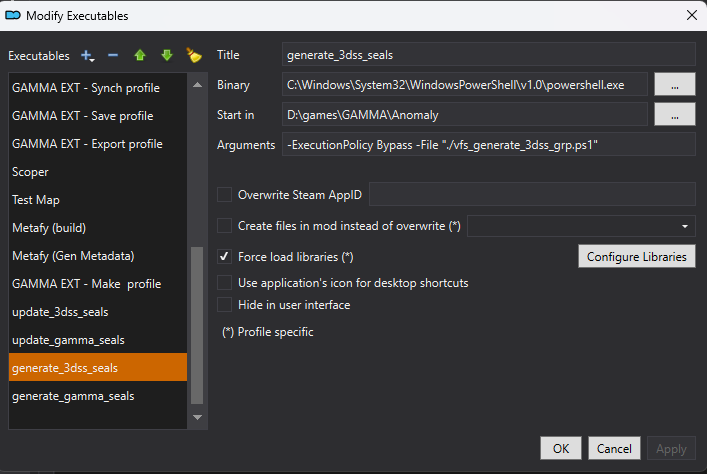 Modify Executables
Executables
GAMMA EXT - Synch profile
GAMMA EXT - Save profile
GAMMA EXT - Export profile
Scoper
Test Map
Metafy (build)
Metafy (Gen Metadata)
GAMMA EXT - Make  profile
update_3dss_seals
update_gamma_seals
generate_3dss_seals
generate_gamma_seals
Title generate_3dss_seals
Binary C:\Windows\System32\WindowsPowerShell\v1.0\powershell.exe ...
Start in D:\games\GAMMA\Anomaly ...
Arguments -ExecutionPolicy Bypass -File "./vfs_generate_3dss_grp.ps1"
Overwrite Steam AppID
Create files in mod instead of overwrite (*)
Force load libraries (*) Configure Libraries
Use application's icon for desktop shortcuts
Hide in user interface
(*) Profile specific
OK Cancel Apply